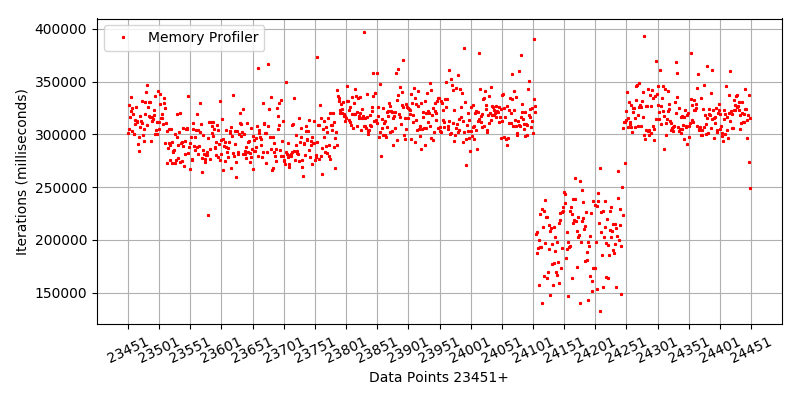 Memory Profiler
Iterations (milliseconds)
400000
350000
300000
250000
200000
150000
23451 23501 23551 23601 23651 23701 23751 23801 23851 23901 23951 24001 24051 24101 24151 24201 24251 24301 24351 24401 24451
Data Points 23451+